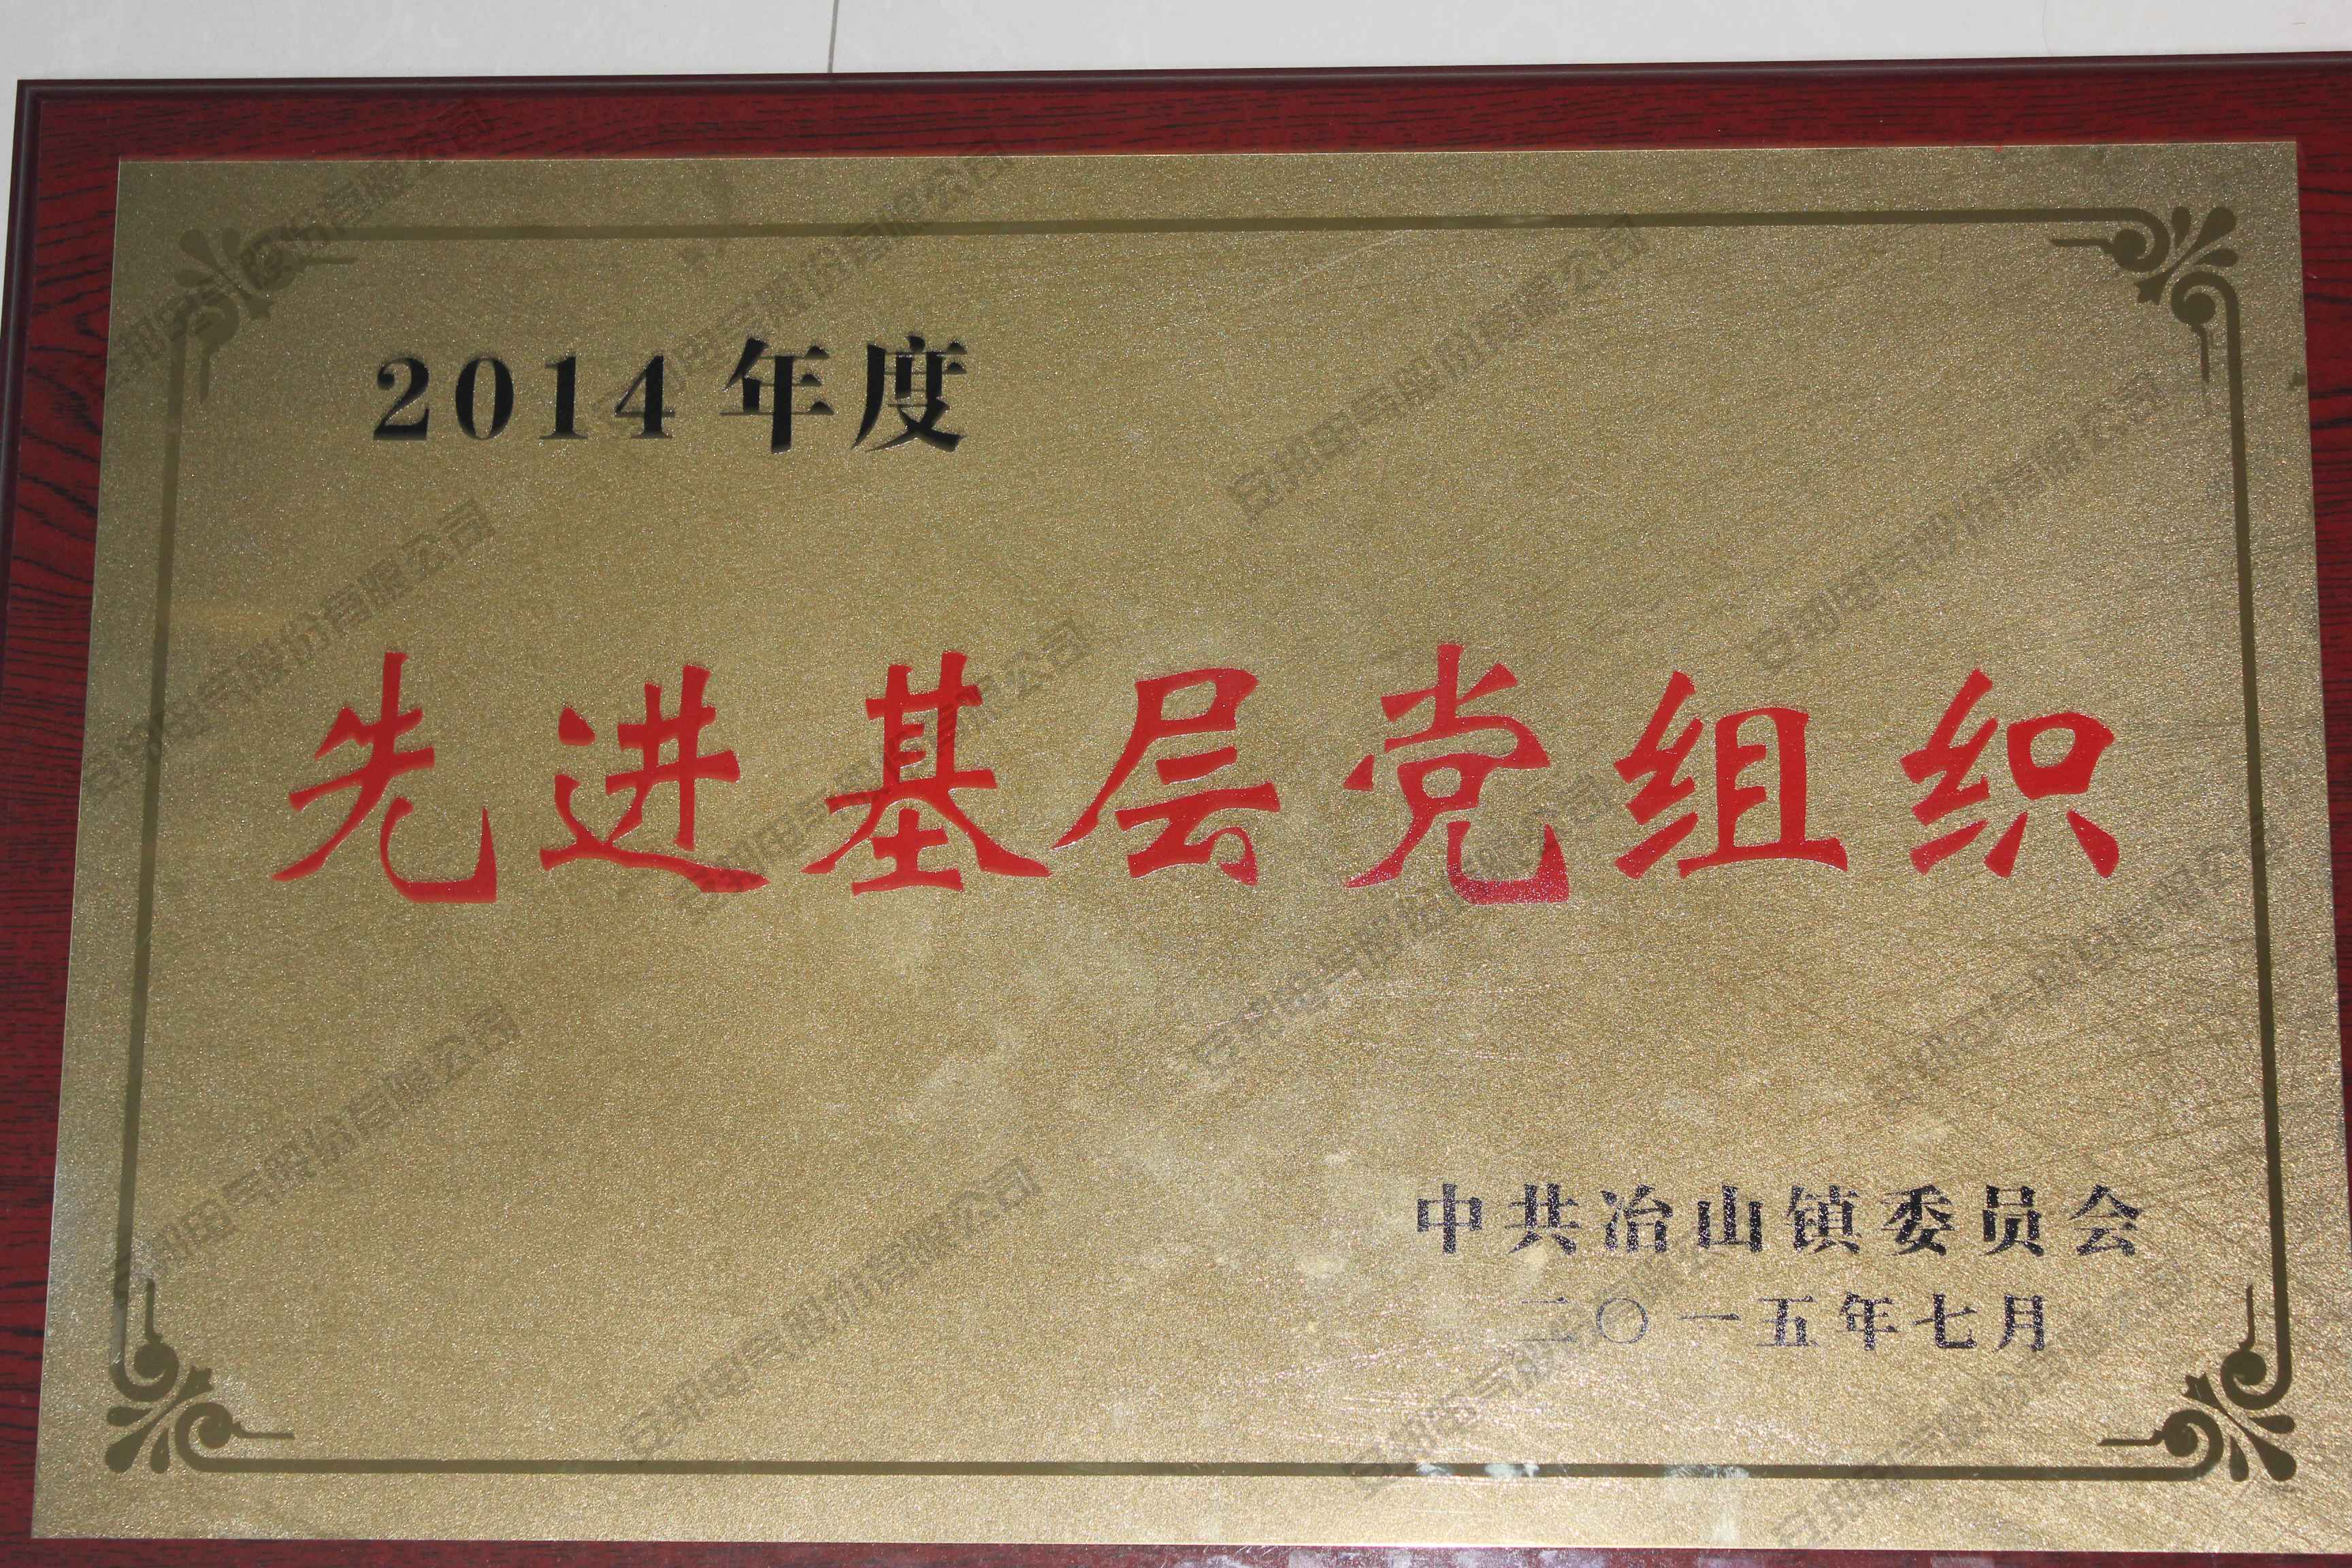 2014年度
先进基层党组织
中共冶山镇委员会
二〇一五年七月